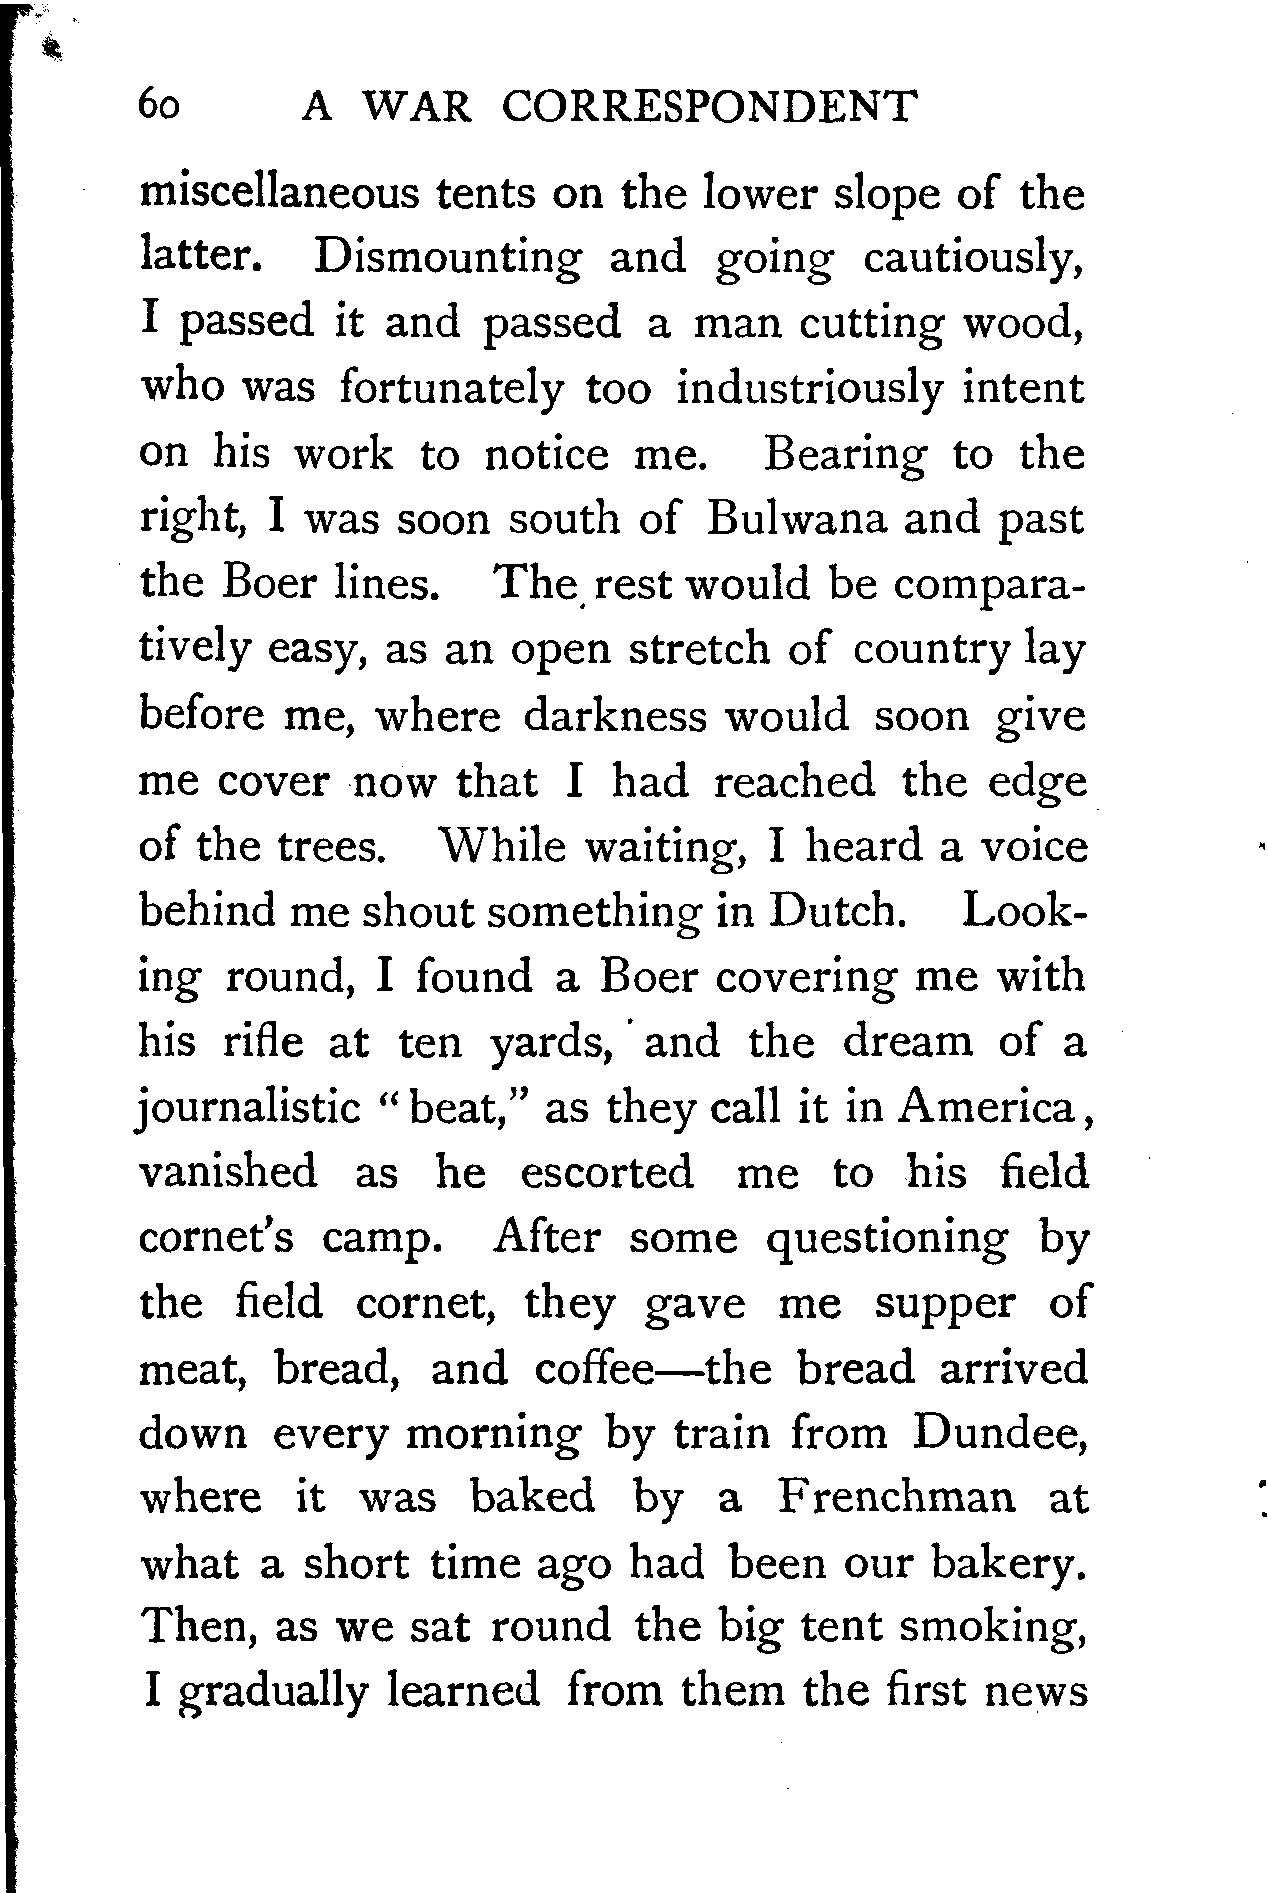 60 A WAR CORRESPONDENT
miscellaneous tents on the lower slope of the
latter. Dismounting and going cautiously,
I passed it and passed a man cutting wood,
who was fortunately too industriously intent
on his work to notice me. Bearing to the
right, I was soon south of Bulwana and past
the Boer lines. The rest would be compara-
tively easy, as an open stretch of country lay
before me, where darkness would soon give
me cover now that I had reached the edge
of the trees. While waiting, I heard a voice
behind me shout something in Dutch. Look-
ing round, I found a Boer covering me with
his rifle at ten yards, and the dream of a
journalistic “beat,” as they call it in America,
vanished as he escorted me to his field
cornet's camp. After some questioning by
the field cornet, they gave me supper of
meat, bread, and coffee—the bread arrived
down every morning by train from Dundee,
where it was baked by a Frenchman at
what a short time ago had been our bakery.
Then, as we sat round the big tent smoking,
I gradually learned from them the first news